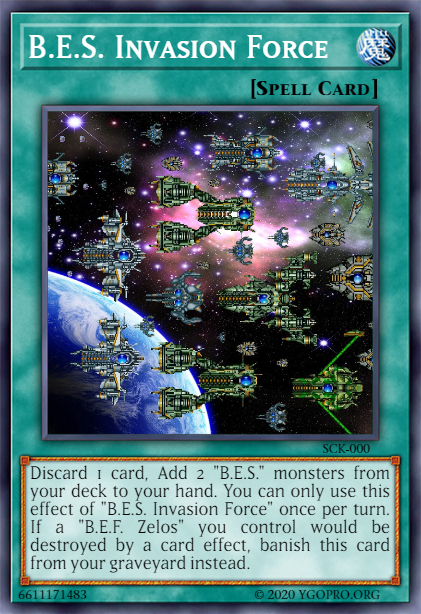 B.E.S. Invasion Force
魔
[Spell Card]
SCK-000
Discard 1 card, Add 2 "B.E.S." monsters from
your deck to your hand. You can only use this
effect of "B.E.S. Invasion Force" once per turn.
If a "B.E.F. Zelos" you control would be
destroyed by a card effect, banish this card
from your graveyard instead.
6611171483
© 2020 YGOPRO.ORG